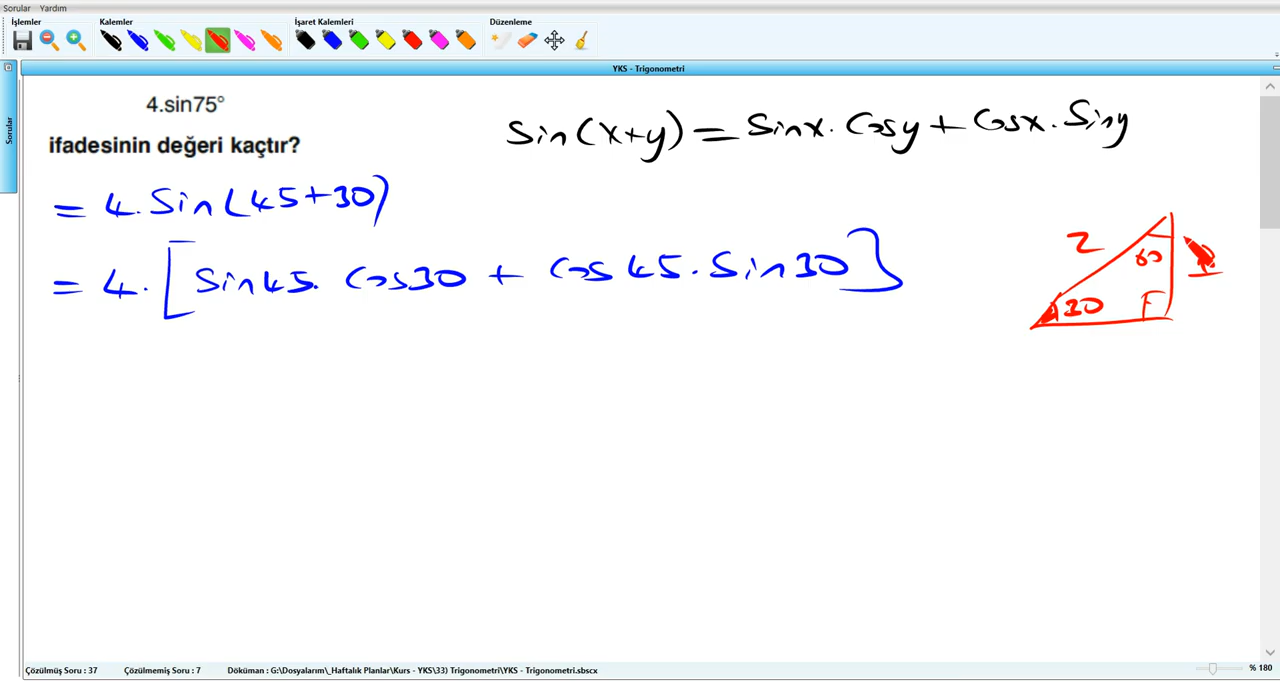 Sorular Yardım
İşlemler Kalemler İşaret Kalemleri Düzenleme
YKS - Trigonometri
Sorular
4.sin75°
ifadesinin değeri kaçtır?
Sin(x+y) = Sinx. Cosy + Cosx. Siny
= 4. Sin(45+30)
= 4. [Sin45. Cos30 + Cos45. Sin30]
2
60
30
Çözülmüş Soru : 37 Çözülmemiş Soru : 7 Döküman : G:\Dosyalarım\_Haftalık Planlar\Kurs - YKS\33) Trigonometri\YKS - Trigonometri.sbscx % 180